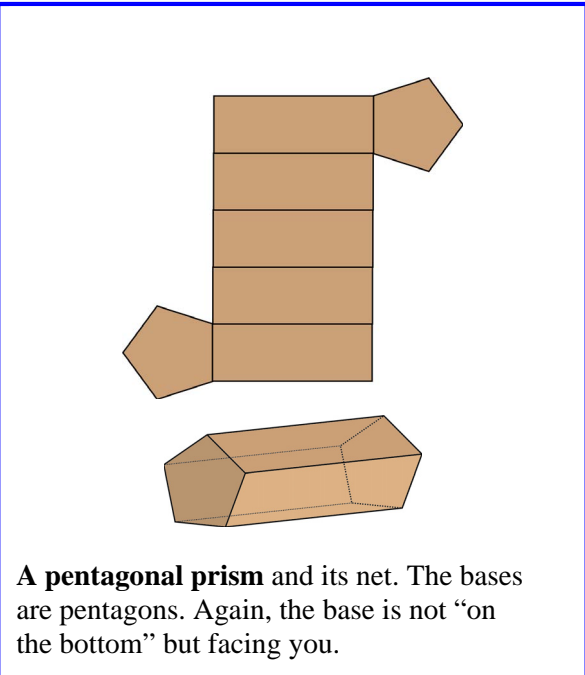 A pentagonal prism and its net. The bases
are pentagons. Again, the base is not “on
the bottom” but facing you.